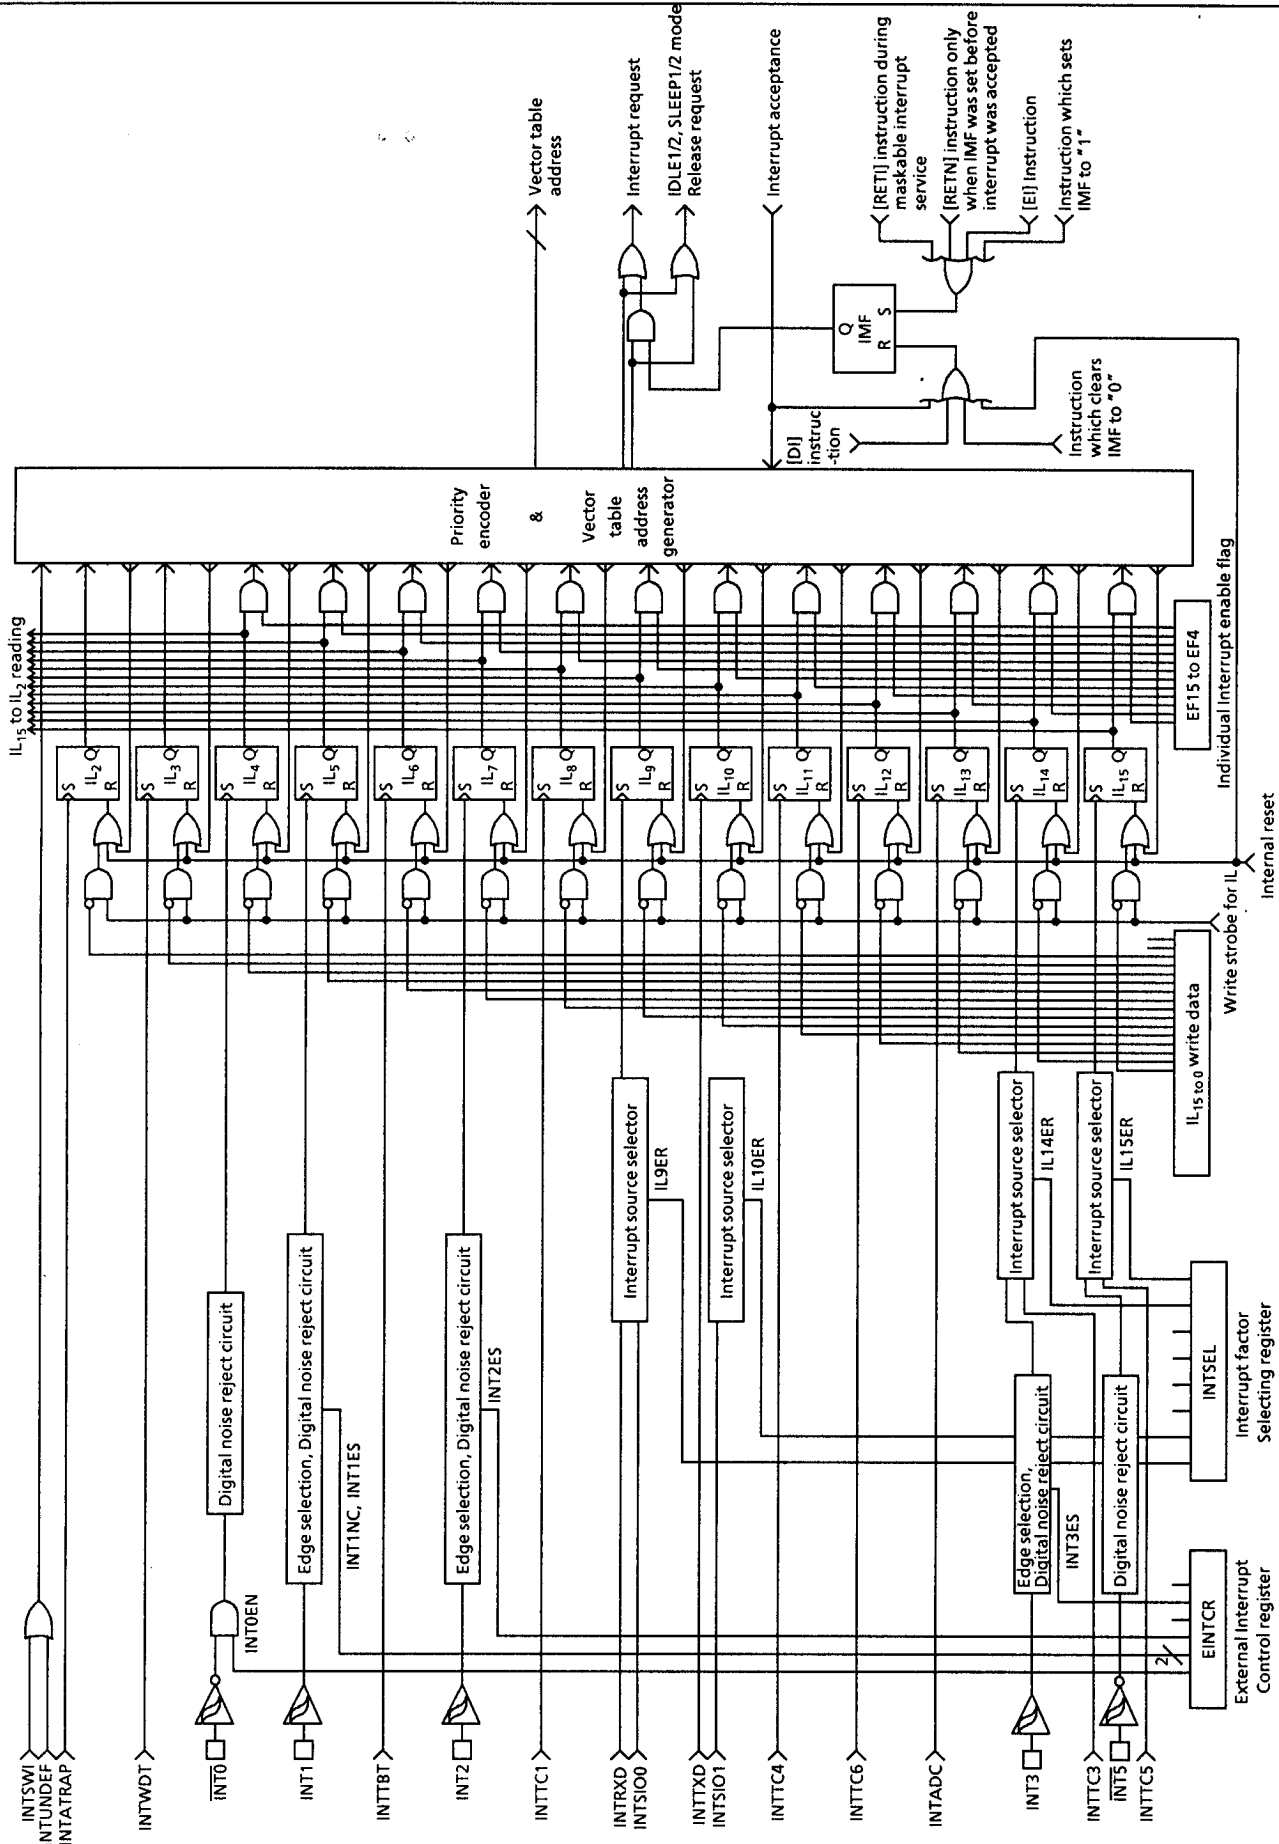 INTSWI
INTUNDEF
INTATRAP
INTWDT
INT0
INT1
INTTBT
INT2
INTTC1
INTRXD
INTSIO0
INTTXD
INTSIO1
INTTC4
INTTC6
INTADC
INT3
INTTC3
INT5
INTTC5
INT0EN
Digital noise reject circuit
Edge selection, Digital noise reject circuit
INT1NC, INT1ES
Edge selection, Digital noise reject circuit
INT2ES
Edge selection,
Digital noise reject circuit
INT3ES
Digital noise reject circuit
2
EINTCR
External Interrupt
Control register
Interrupt source selector
IL9ER
Interrupt source selector
IL10ER
Interrupt source selector
IL14ER
Interrupt source selector
IL15ER
INTSEL
Interrupt factor
Selecting register
IL15 to 0 write data
Write strobe for IL
Internal reset
S
IL2 Q
R
S
IL3 Q
R
S
IL4 Q
R
S
IL5 Q
R
S
IL6 Q
R
S
IL7 Q
R
S
IL8 Q
R
S
IL9 Q
R
S
IL10 Q
R
S
IL11 Q
R
S
IL12 Q
R
S
IL13 Q
R
S
IL14 Q
R
S
IL15 Q
R
IL15 to IL2 reading
EF15 to EF4
Individual Interrupt enable flag
Priority
encoder
&
Vector
table
address
generator
Vector table
address
Interrupt request
IDLE1/2, SLEEP1/2 mode
Release request
Interrupt acceptance
[DI]
instruc
-tion
Instruction
which clears
IMF to "0"
Q
IMF
R S
[RETI] instruction during
maskable interrupt
service
[RETN] instruction only
when IMF was set before
interrupt was accepted
[EI] Instruction
Instruction which sets
IMF to "1"